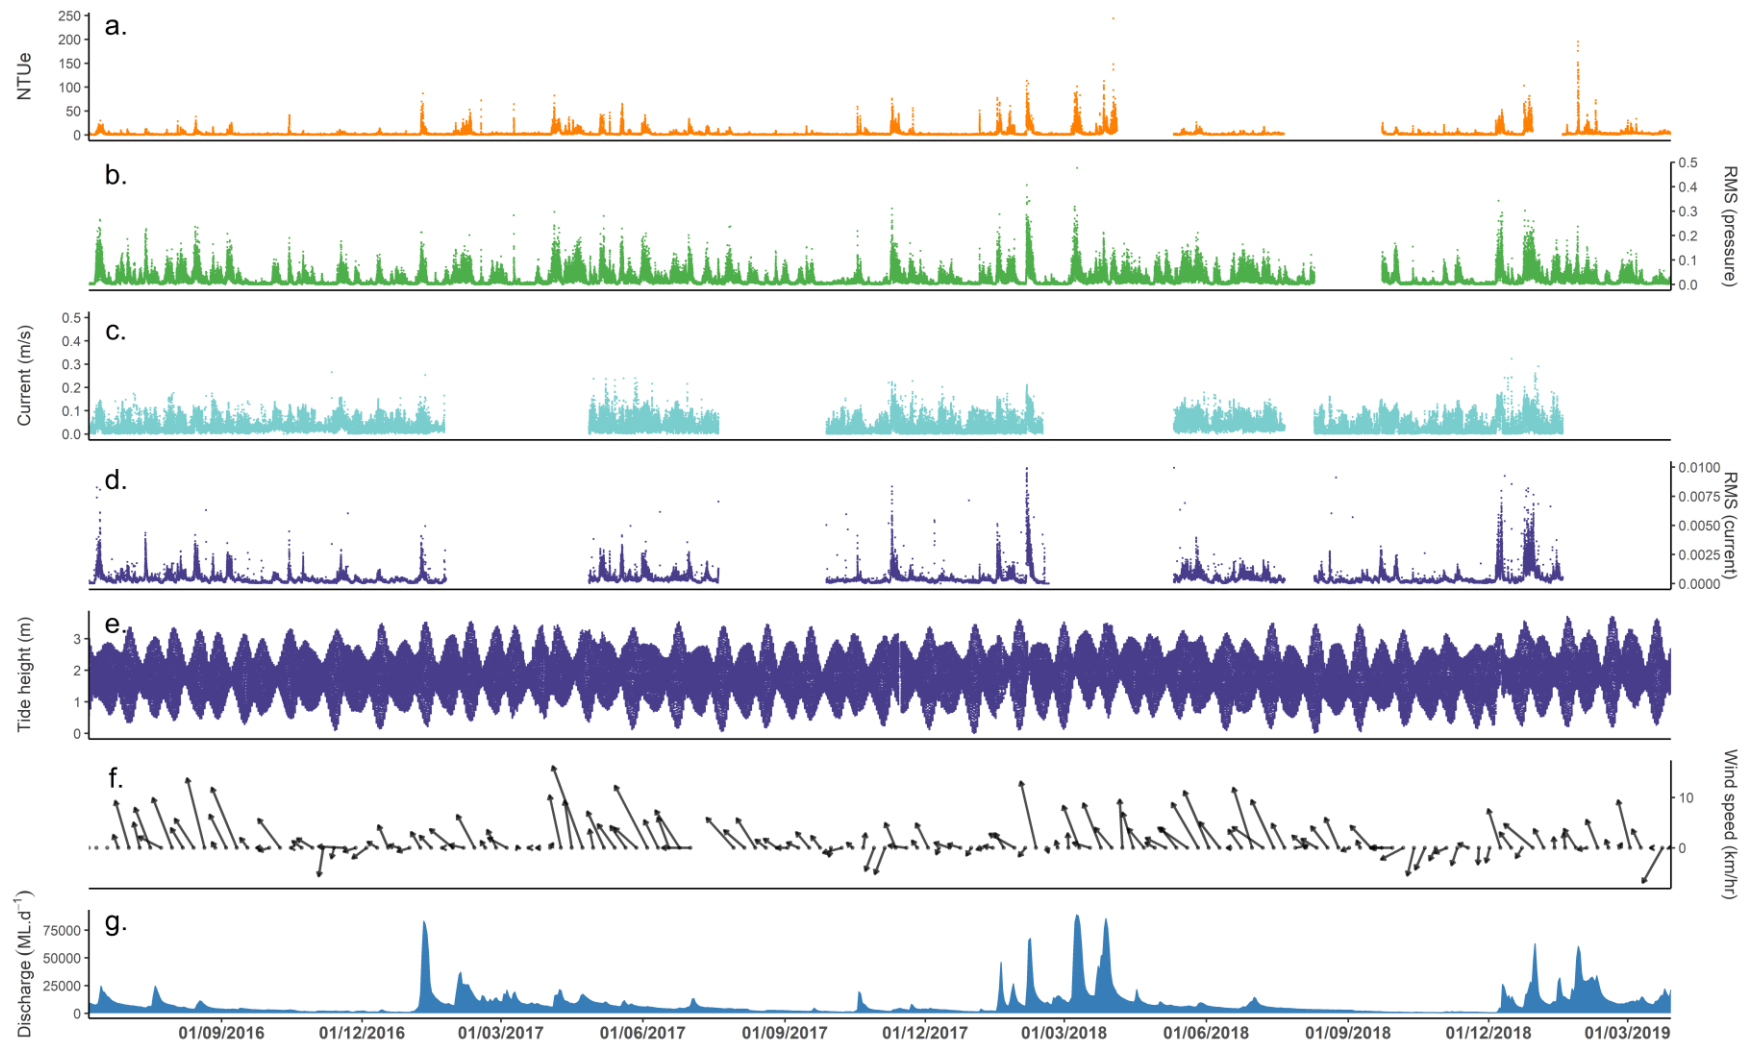 a.
NTUe
250
200
150
100
50
0
b.
RMS (pressure)
0.5
0.4
0.3
0.2
0.1
0.0
c.
Current (m/s)
0.5
0.4
0.3
0.2
0.1
0.0
d.
RMS (current)
0.0100
0.0075
0.0050
0.0025
0.0000
e.
Tide height (m)
3
2
1
0
f.
Wind speed (km/hr)
10
0
g.
Discharge (ML.d⁻¹)
75000
50000
25000
0
01/09/2016 01/12/2016 01/03/2017 01/06/2017 01/09/2017 01/12/2017 01/03/2018 01/06/2018 01/09/2018 01/12/2018 01/03/2019